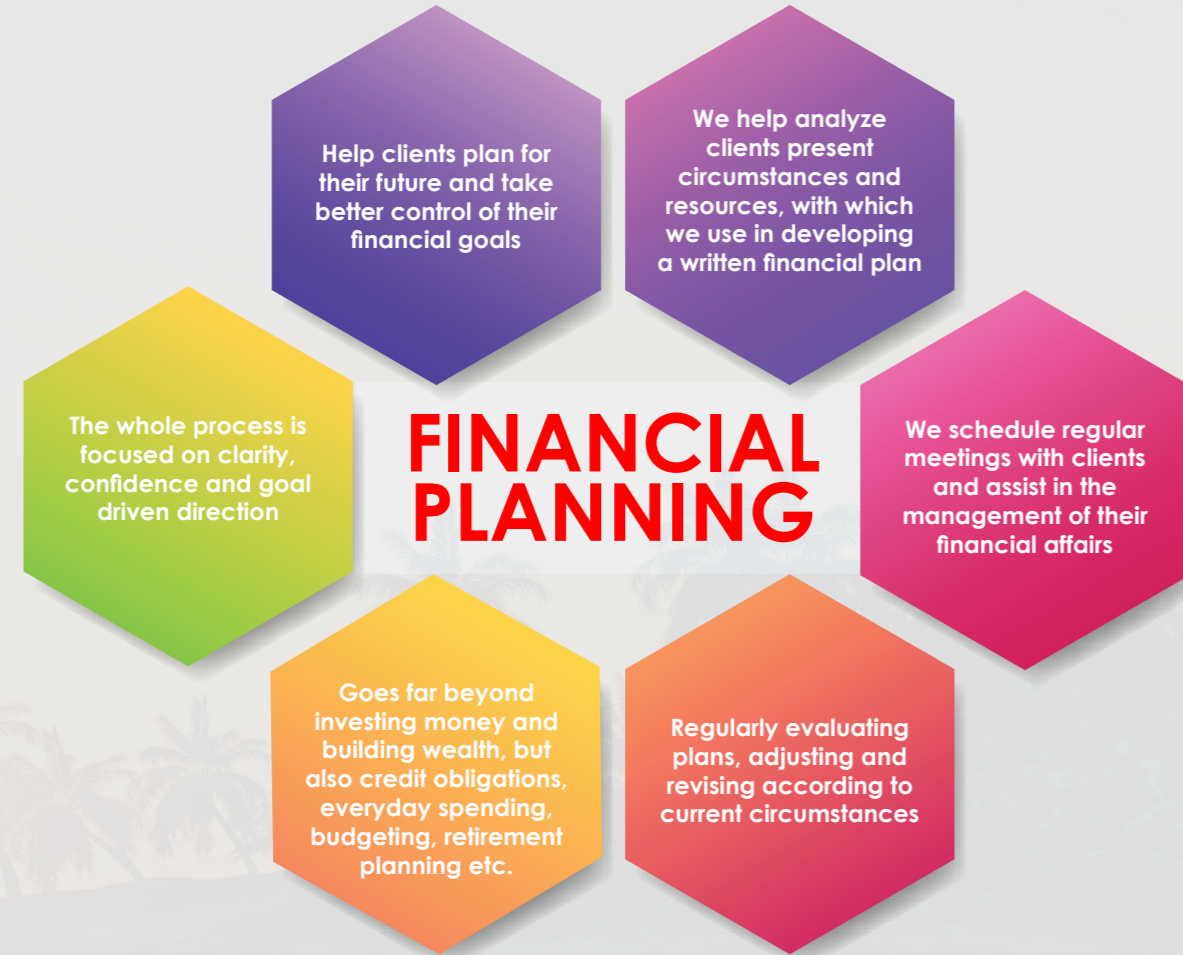 Help clients plan for
their future and take
better control of their
financial goals
We help analyze
clients present
circumstances and
resources, with which
we use in developing
a written financial plan
The whole process is
focused on clarity,
confidence and goal
driven direction
FINANCIAL
PLANNING
We schedule regular
meetings with clients
and assist in the
management of their
financial affairs
Goes far beyond
investing money and
building wealth, but
also credit obligations,
everyday spending,
budgeting, retirement
planning etc.
Regularly evaluating
plans, adjusting and
revising according to
current circumstances